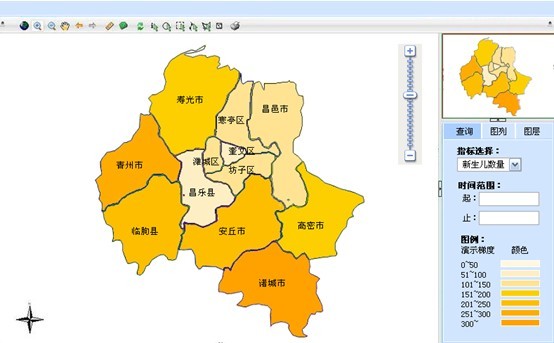 寿光市
寒亭区
昌邑市
青州市
潍城区
奎文区
坊子区
昌乐县
临朐县
安丘市
高密市
诸城市
查询 图列 图层
指标选择：
新生儿数量
时间范围：
起：
止：
图例：
演示梯度 颜色
0~50
51~100
101~150
151~200
201~250
251~300
300~